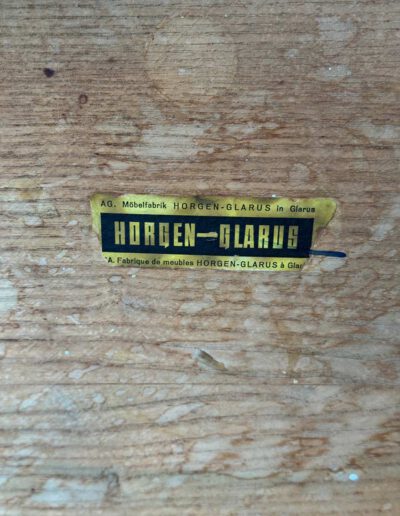 AG. Möbelfabrik HORGEN-GLARUS in Glarus
HORGEN-GLARUS
A. Fabrique de meubles HORGEN-GLARUS à Glar